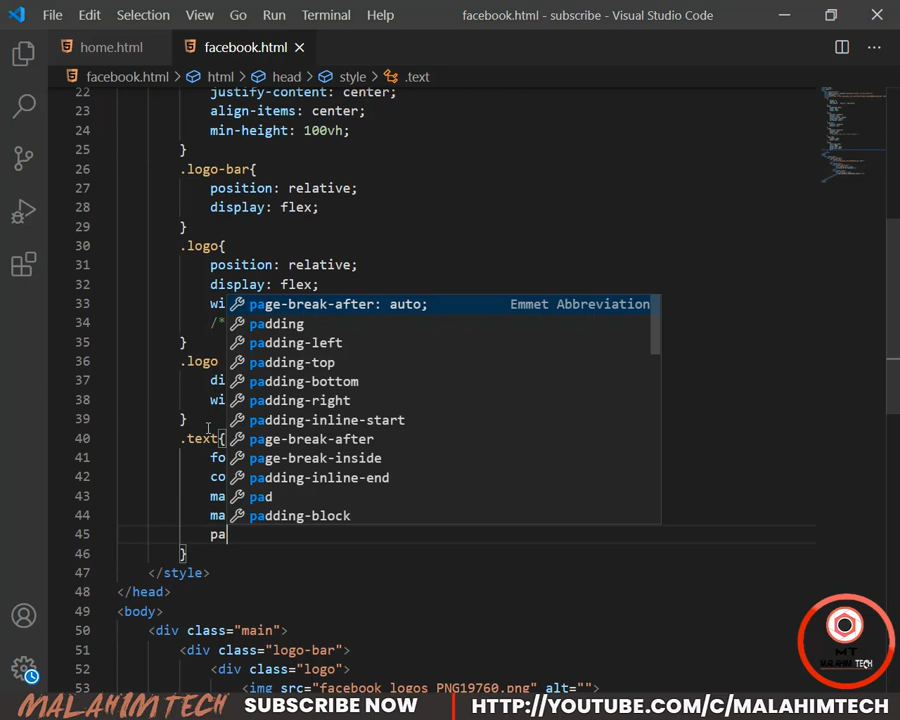 File Edit Selection View Go Run Terminal Help facebook.html - subscribe - Visual Studio Code
home.html facebook.html
facebook.html > html > head > style > .text
22 justify-content: center;
23 align-items: center;
24 min-height: 100vh;
25 }
26 .logo-bar{
27 position: relative;
28 display: flex;
29 }
30 .logo{
31 position: relative;
32 display: flex;
33 wi
page-break-after: auto; Emmet Abbreviation
34 /*
padding
35 }
padding-left
36 .logo
padding-top
37 di
padding-bottom
38 wi
padding-right
39 }
padding-inline-start
40 .text{
page-break-after
41 fo
page-break-inside
42 co
padding-inline-end
43 ma
pad
44 ma
padding-block
45 pa
46 }
47 </style>
48 </head>
49 <body>
50 <div class="main">
51 <div class="logo-bar">
52 <div class="logo">
53 <img src="facebook_logos_PNG19760.png" alt="">
MT
MALAHIM TECH
MALAHIM TECH SUBSCRIBE NOW HTTP://YOUTUBE.COM/C/MALAHIMTECH